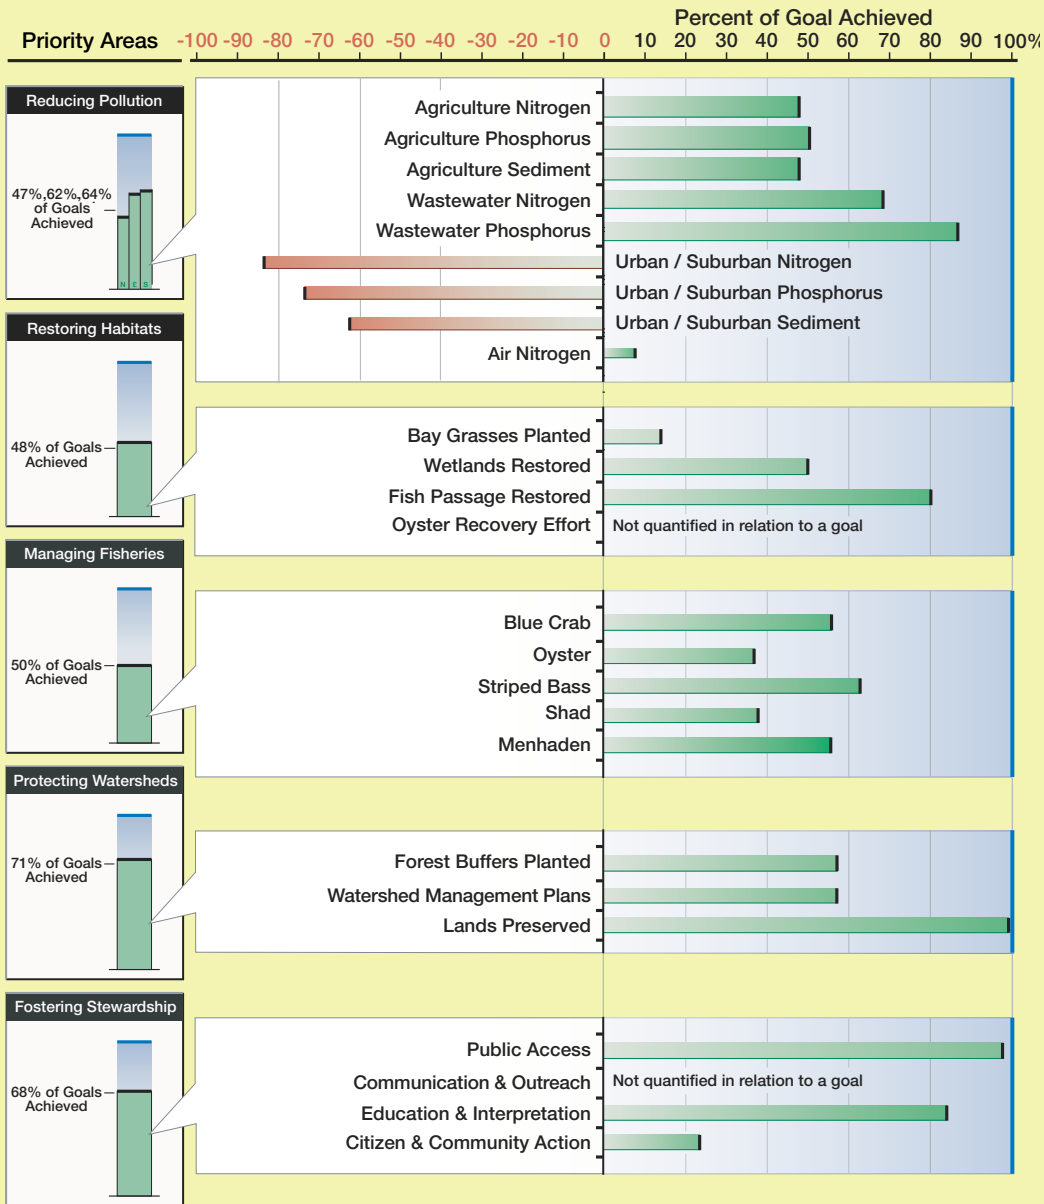 Percent of Goal Achieved
Priority Areas -100 -90 -80 -70 -60 -50 -40 -30 -20 -10 0 10 20 30 40 50 60 70 80 90 100%
Reducing Pollution
47%,62%,64%
of Goals
Achieved
N E S
Agriculture Nitrogen
Agriculture Phosphorus
Agriculture Sediment
Wastewater Nitrogen
Wastewater Phosphorus
Urban / Suburban Nitrogen
Urban / Suburban Phosphorus
Urban / Suburban Sediment
Air Nitrogen
Restoring Habitats
48% of Goals
Achieved
Bay Grasses Planted
Wetlands Restored
Fish Passage Restored
Oyster Recovery Effort Not quantified in relation to a goal
Managing Fisheries
50% of Goals
Achieved
Blue Crab
Oyster
Striped Bass
Shad
Menhaden
Protecting Watersheds
71% of Goals
Achieved
Forest Buffers Planted
Watershed Management Plans
Lands Preserved
Fostering Stewardship
68% of Goals
Achieved
Public Access
Communication & Outreach Not quantified in relation to a goal
Education & Interpretation
Citizen & Community Action